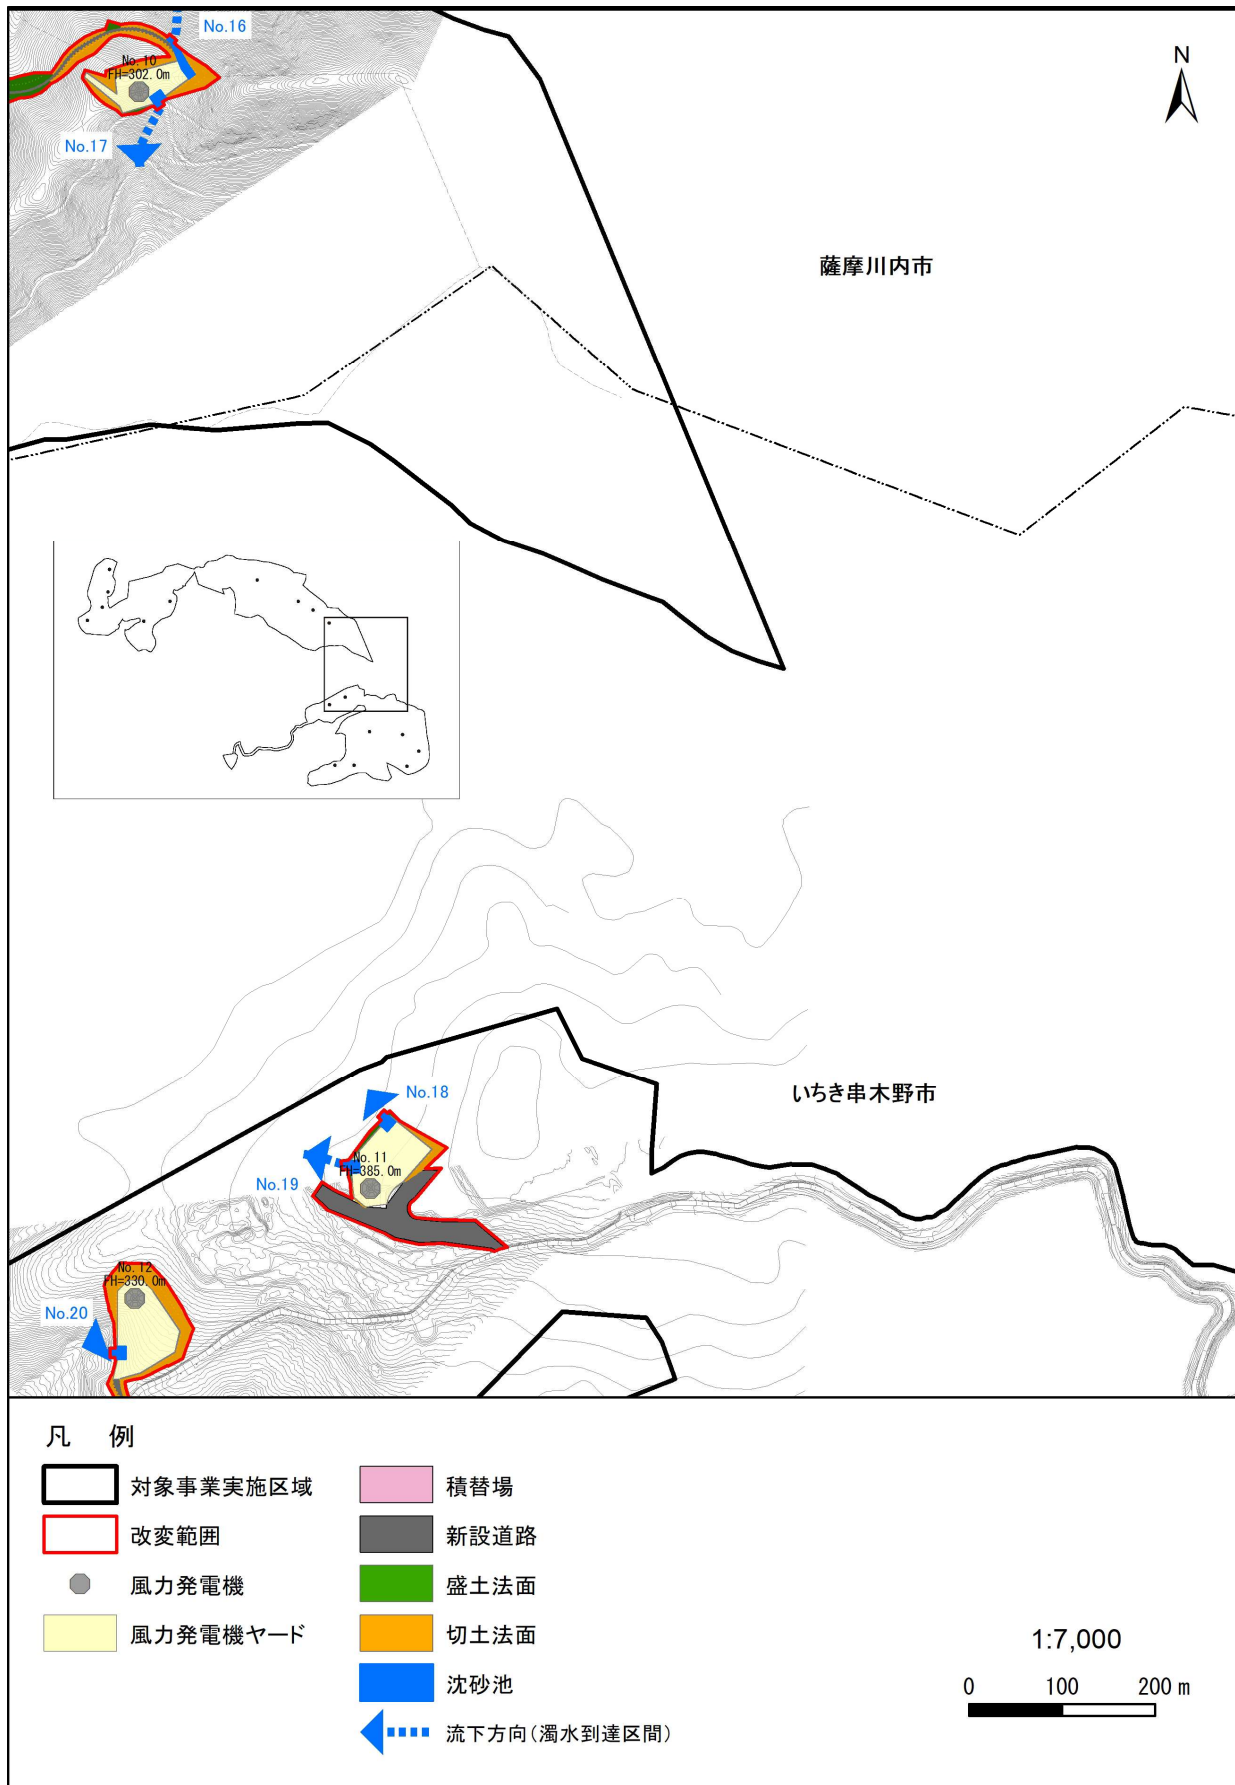 No.16
No.10
FH=302.0m
No.17
N
薩摩川内市
No.18
いちき串木野市
No.11
FH=385.0m
No.19
No.12
FH=330.0m
No.20
凡　例
対象事業実施区域
改変範囲
風力発電機
風力発電機ヤード
積替場
新設道路
盛土法面
切土法面
沈砂池
流下方向(濁水到達区間)
1:7,000
0 100 200 m